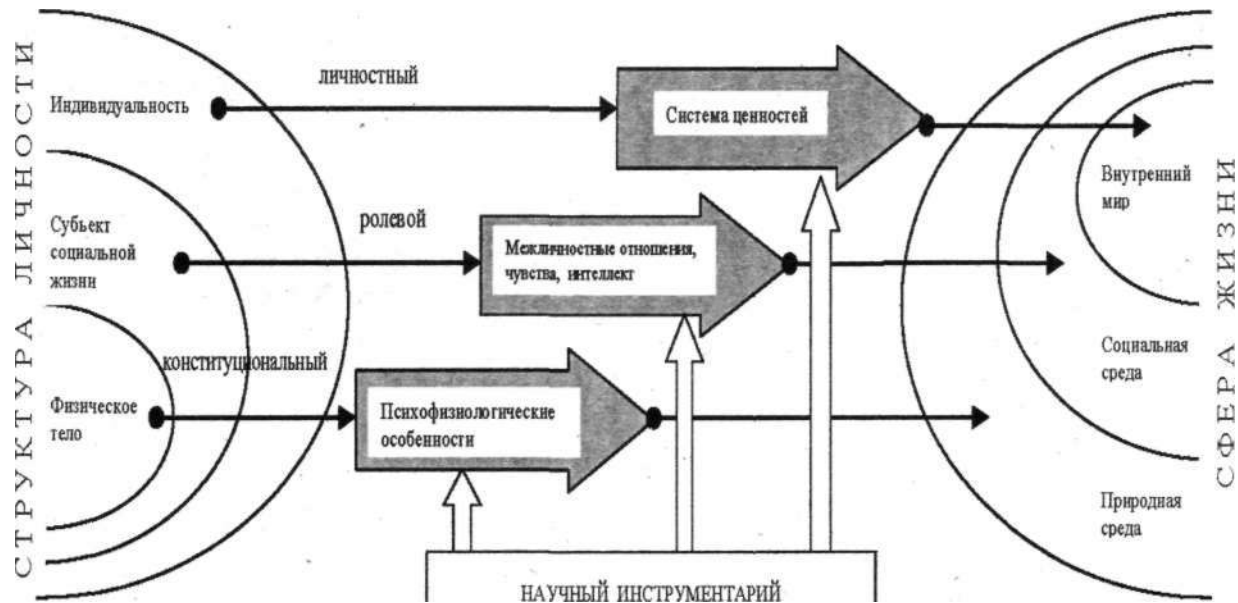 СТРУКТУРА ЛИЧНОСТИ
личностный
Индивидуальность
Система ценностей
Внутренний
мир
ролевой
Субъект
социальной
жизни
Межличностные отношения,
чувства, интеллект
конституциональный
Социальная
среда
Физическое
тело
Психофизиологические
особенности
Природная
среда
НАУЧНЫЙ ИНСТРУМЕНТАРИЙ
СФЕРА ЖИЗНИ